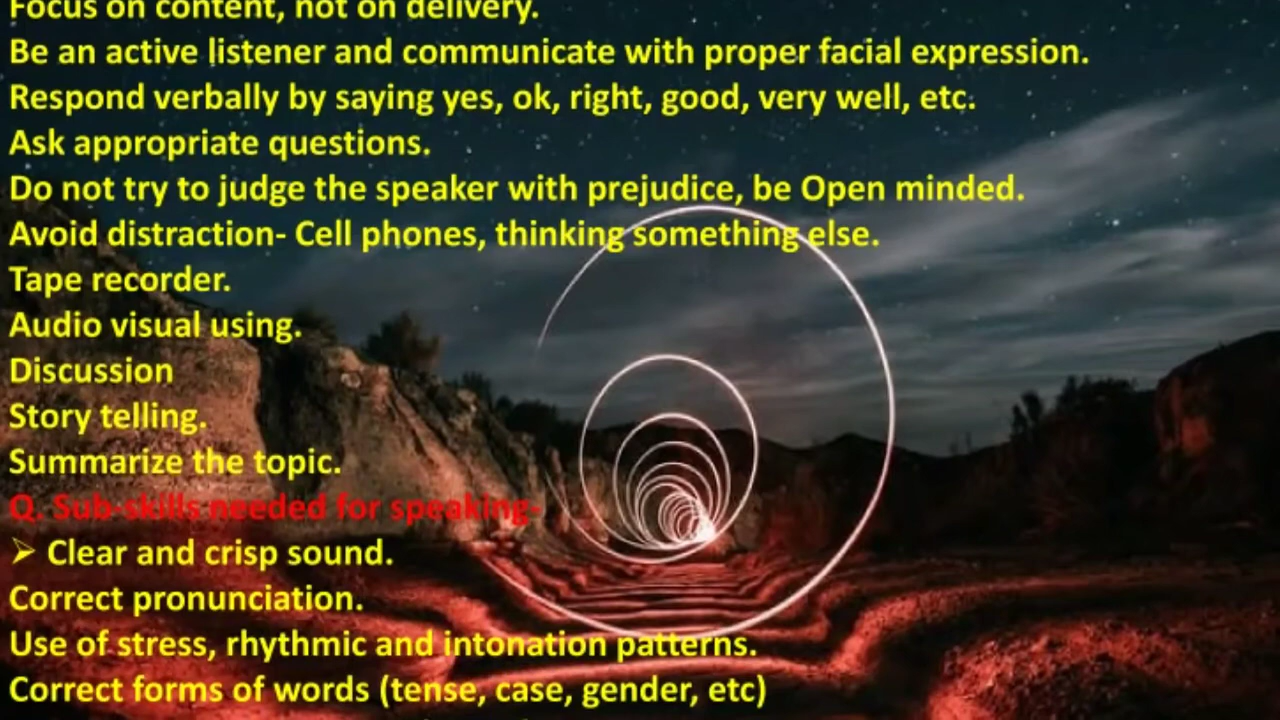 Focus on content, not on delivery.
Be an active listener and communicate with proper facial expression.
Respond verbally by saying yes, ok, right, good, very well, etc.
Ask appropriate questions.
Do not try to judge the speaker with prejudice, be Open minded.
Avoid distraction- Cell phones, thinking something else.
Tape recorder.
Audio visual using.
Discussion
Story telling.
Summarize the topic.
Q. Sub-skills needed for speaking-
➢ Clear and crisp sound.
Correct pronunciation.
Use of stress, rhythmic and intonation patterns.
Correct forms of words (tense, case, gender, etc)